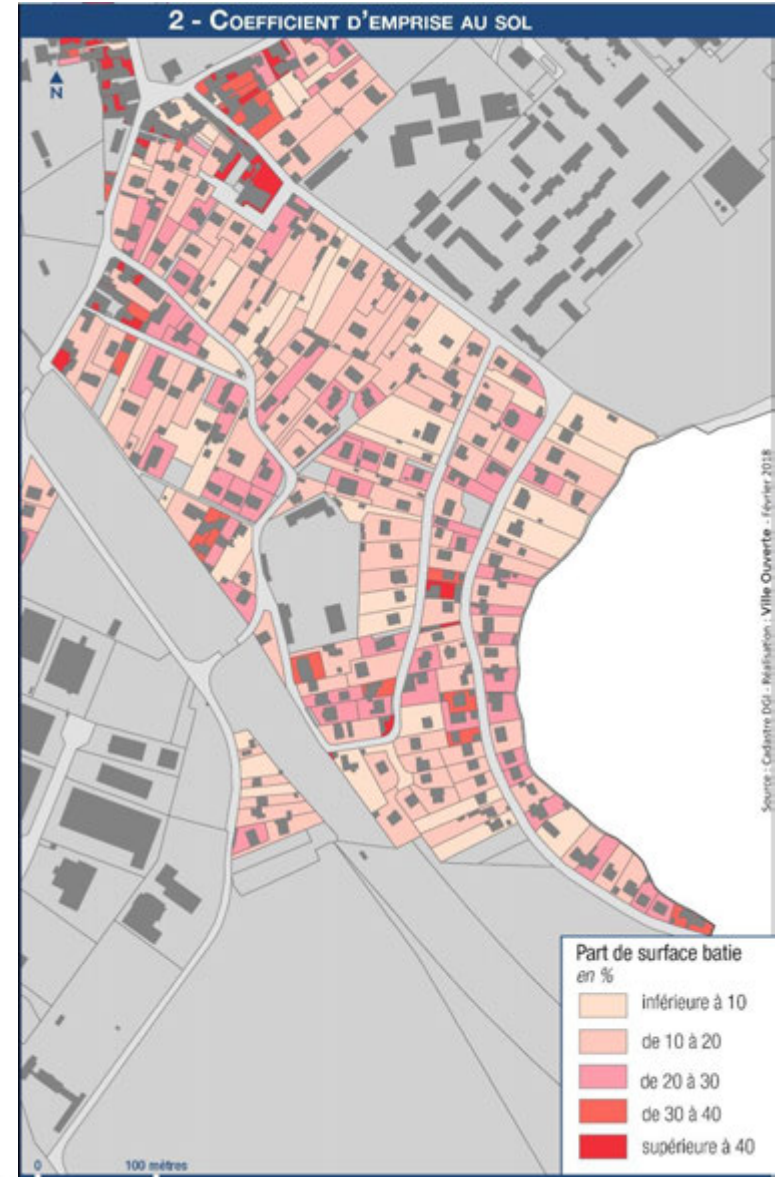 2 - COEFFICIENT D'EMPRISE AU SOL
N
Source : Cadastre DGI - Réalisation : Ville Ouverte - Février 2018
Part de surface batie
en %
inférieure à 10
de 10 à 20
de 20 à 30
de 30 à 40
supérieure à 40
0 100 mètres